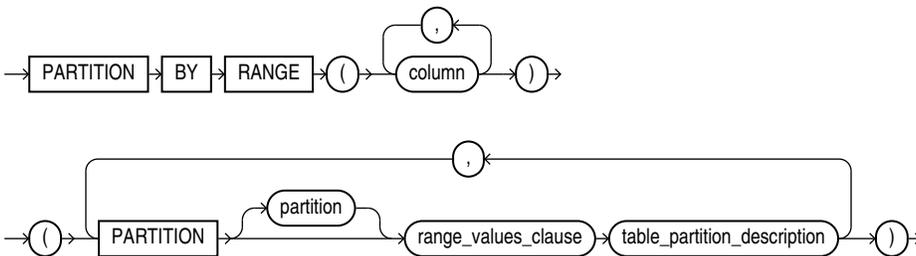 ,
PARTITION BY RANGE ( column )
,
partition
( PARTITION range_values_clause table_partition_description )